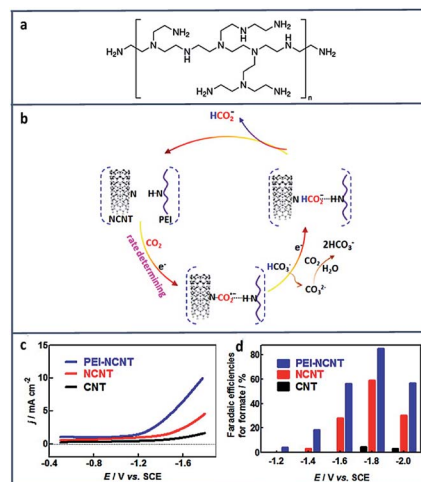 a
NH₂
NH₂
H₂N
N
N
H
N
N
H
N
N
NH₂
H₂N
N
NH₂
n
b
HCO₂⁻
N
H-N
NCNT
PEI
N HCO₂⁻ H-N
CO₂
e⁻
rate determining
N-CO₂•⁻ H-N
e⁻
HCO₃⁻
CO₂
H₂O
2HCO₃⁻
CO₃²⁻
c
j / mA cm⁻²
15
10
5
0
PEI-NCNT
NCNT
CNT
-0.4 -0.8 -1.2 -1.6
E / V vs. SCE
d
Faradaic efficiencies
for formate / %
80
60
40
20
0
PEI-NCNT
NCNT
CNT
-1.2 -1.4 -1.6 -1.8 -2.0
E / V vs. SCE